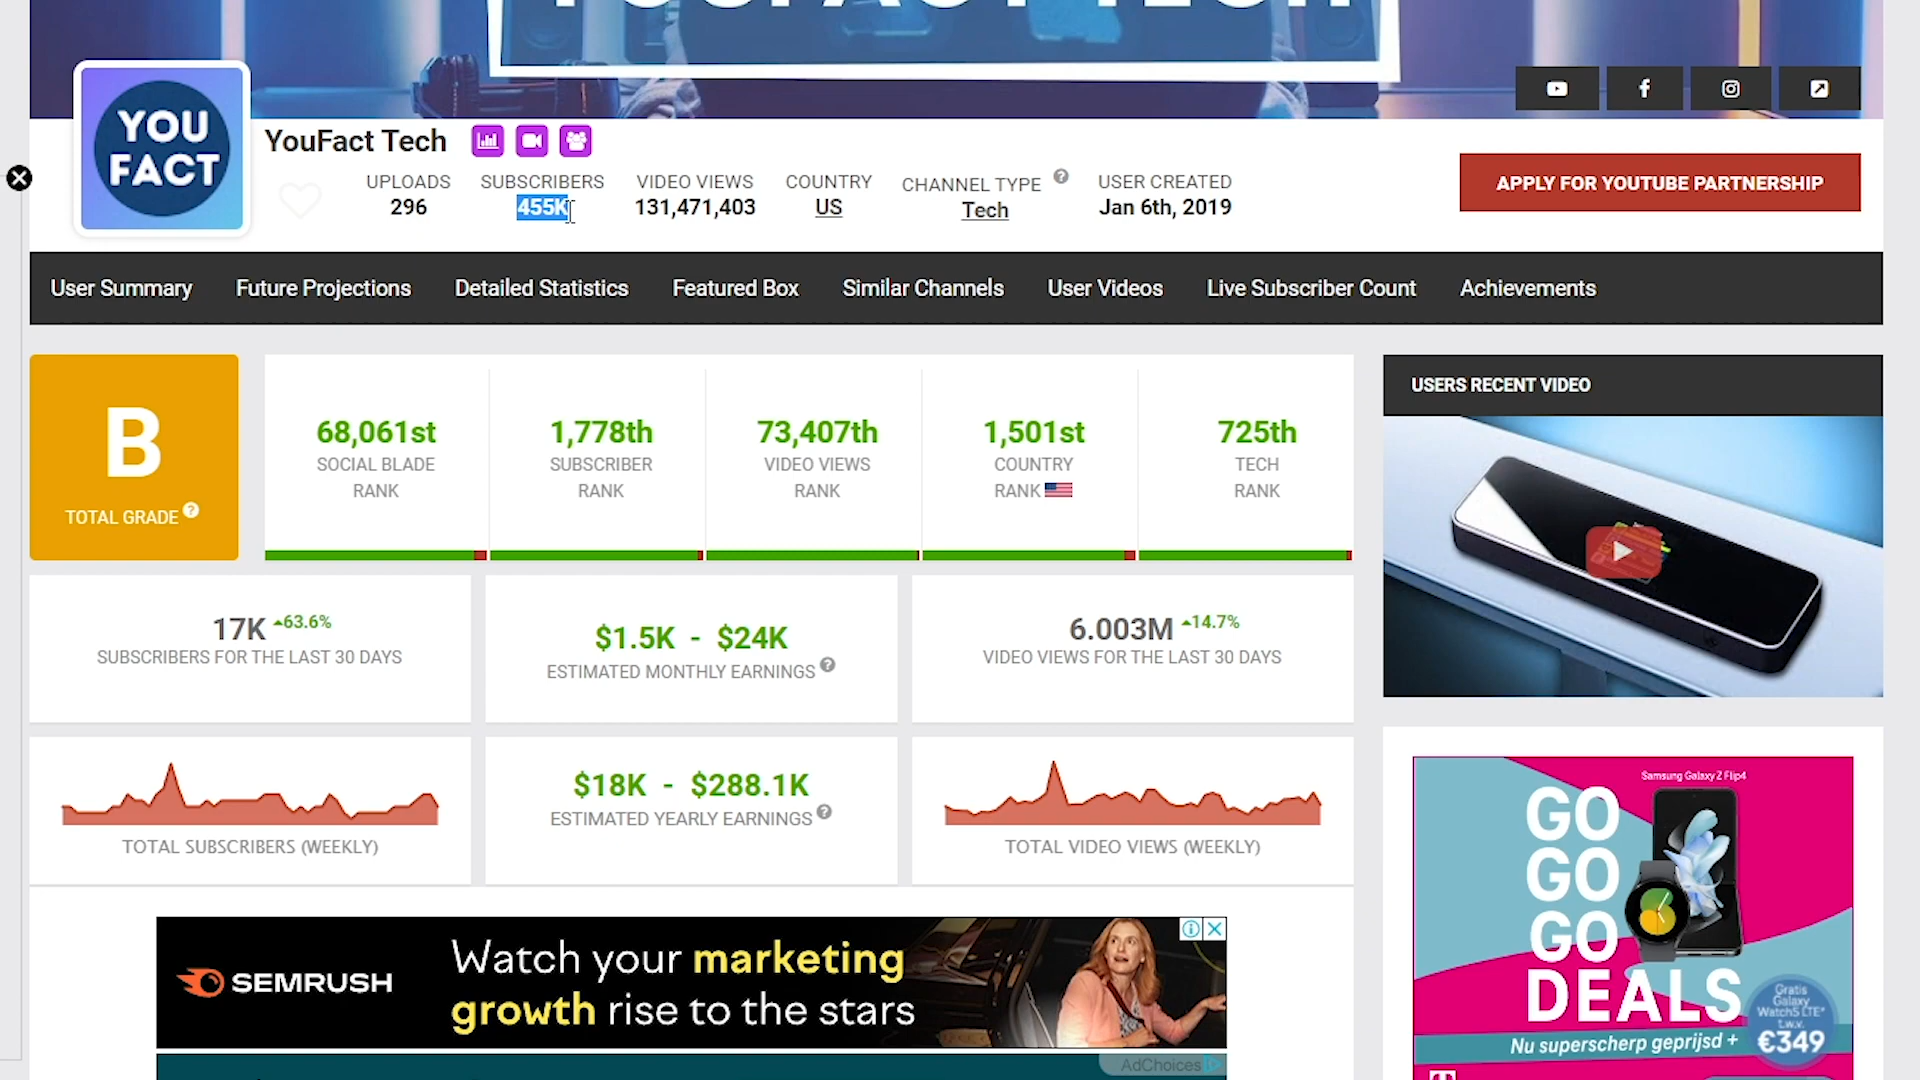 YOUFACT TECH
YOU
FACT
YouFact Tech
UPLOADS
296
SUBSCRIBERS
455K
VIDEO VIEWS
131,471,403
COUNTRY
US
CHANNEL TYPE ?
Tech
USER CREATED
Jan 6th, 2019
APPLY FOR YOUTUBE PARTNERSHIP
User Summary Future Projections Detailed Statistics Featured Box Similar Channels User Videos Live Subscriber Count Achievements
B
TOTAL GRADE ?
68,061st
SOCIAL BLADE
RANK
1,778th
SUBSCRIBER
RANK
73,407th
VIDEO VIEWS
RANK
1,501st
COUNTRY
RANK
725th
TECH
RANK
USERS RECENT VIDEO
17K 63.6%
SUBSCRIBERS FOR THE LAST 30 DAYS
$1.5K - $24K
ESTIMATED MONTHLY EARNINGS ?
6.003M 14.7%
VIDEO VIEWS FOR THE LAST 30 DAYS
TOTAL SUBSCRIBERS (WEEKLY)
$18K - $288.1K
ESTIMATED YEARLY EARNINGS ?
TOTAL VIDEO VIEWS (WEEKLY)
SEMRUSH
Watch your marketing
growth rise to the stars
AdChoices
Samsung Galaxy Z Flip4
GO
GO
GO
DEALS
Nu superscherp geprijsd +
Gratis
Galaxy
Watch5 LTE*
t.w.v.
€349
T